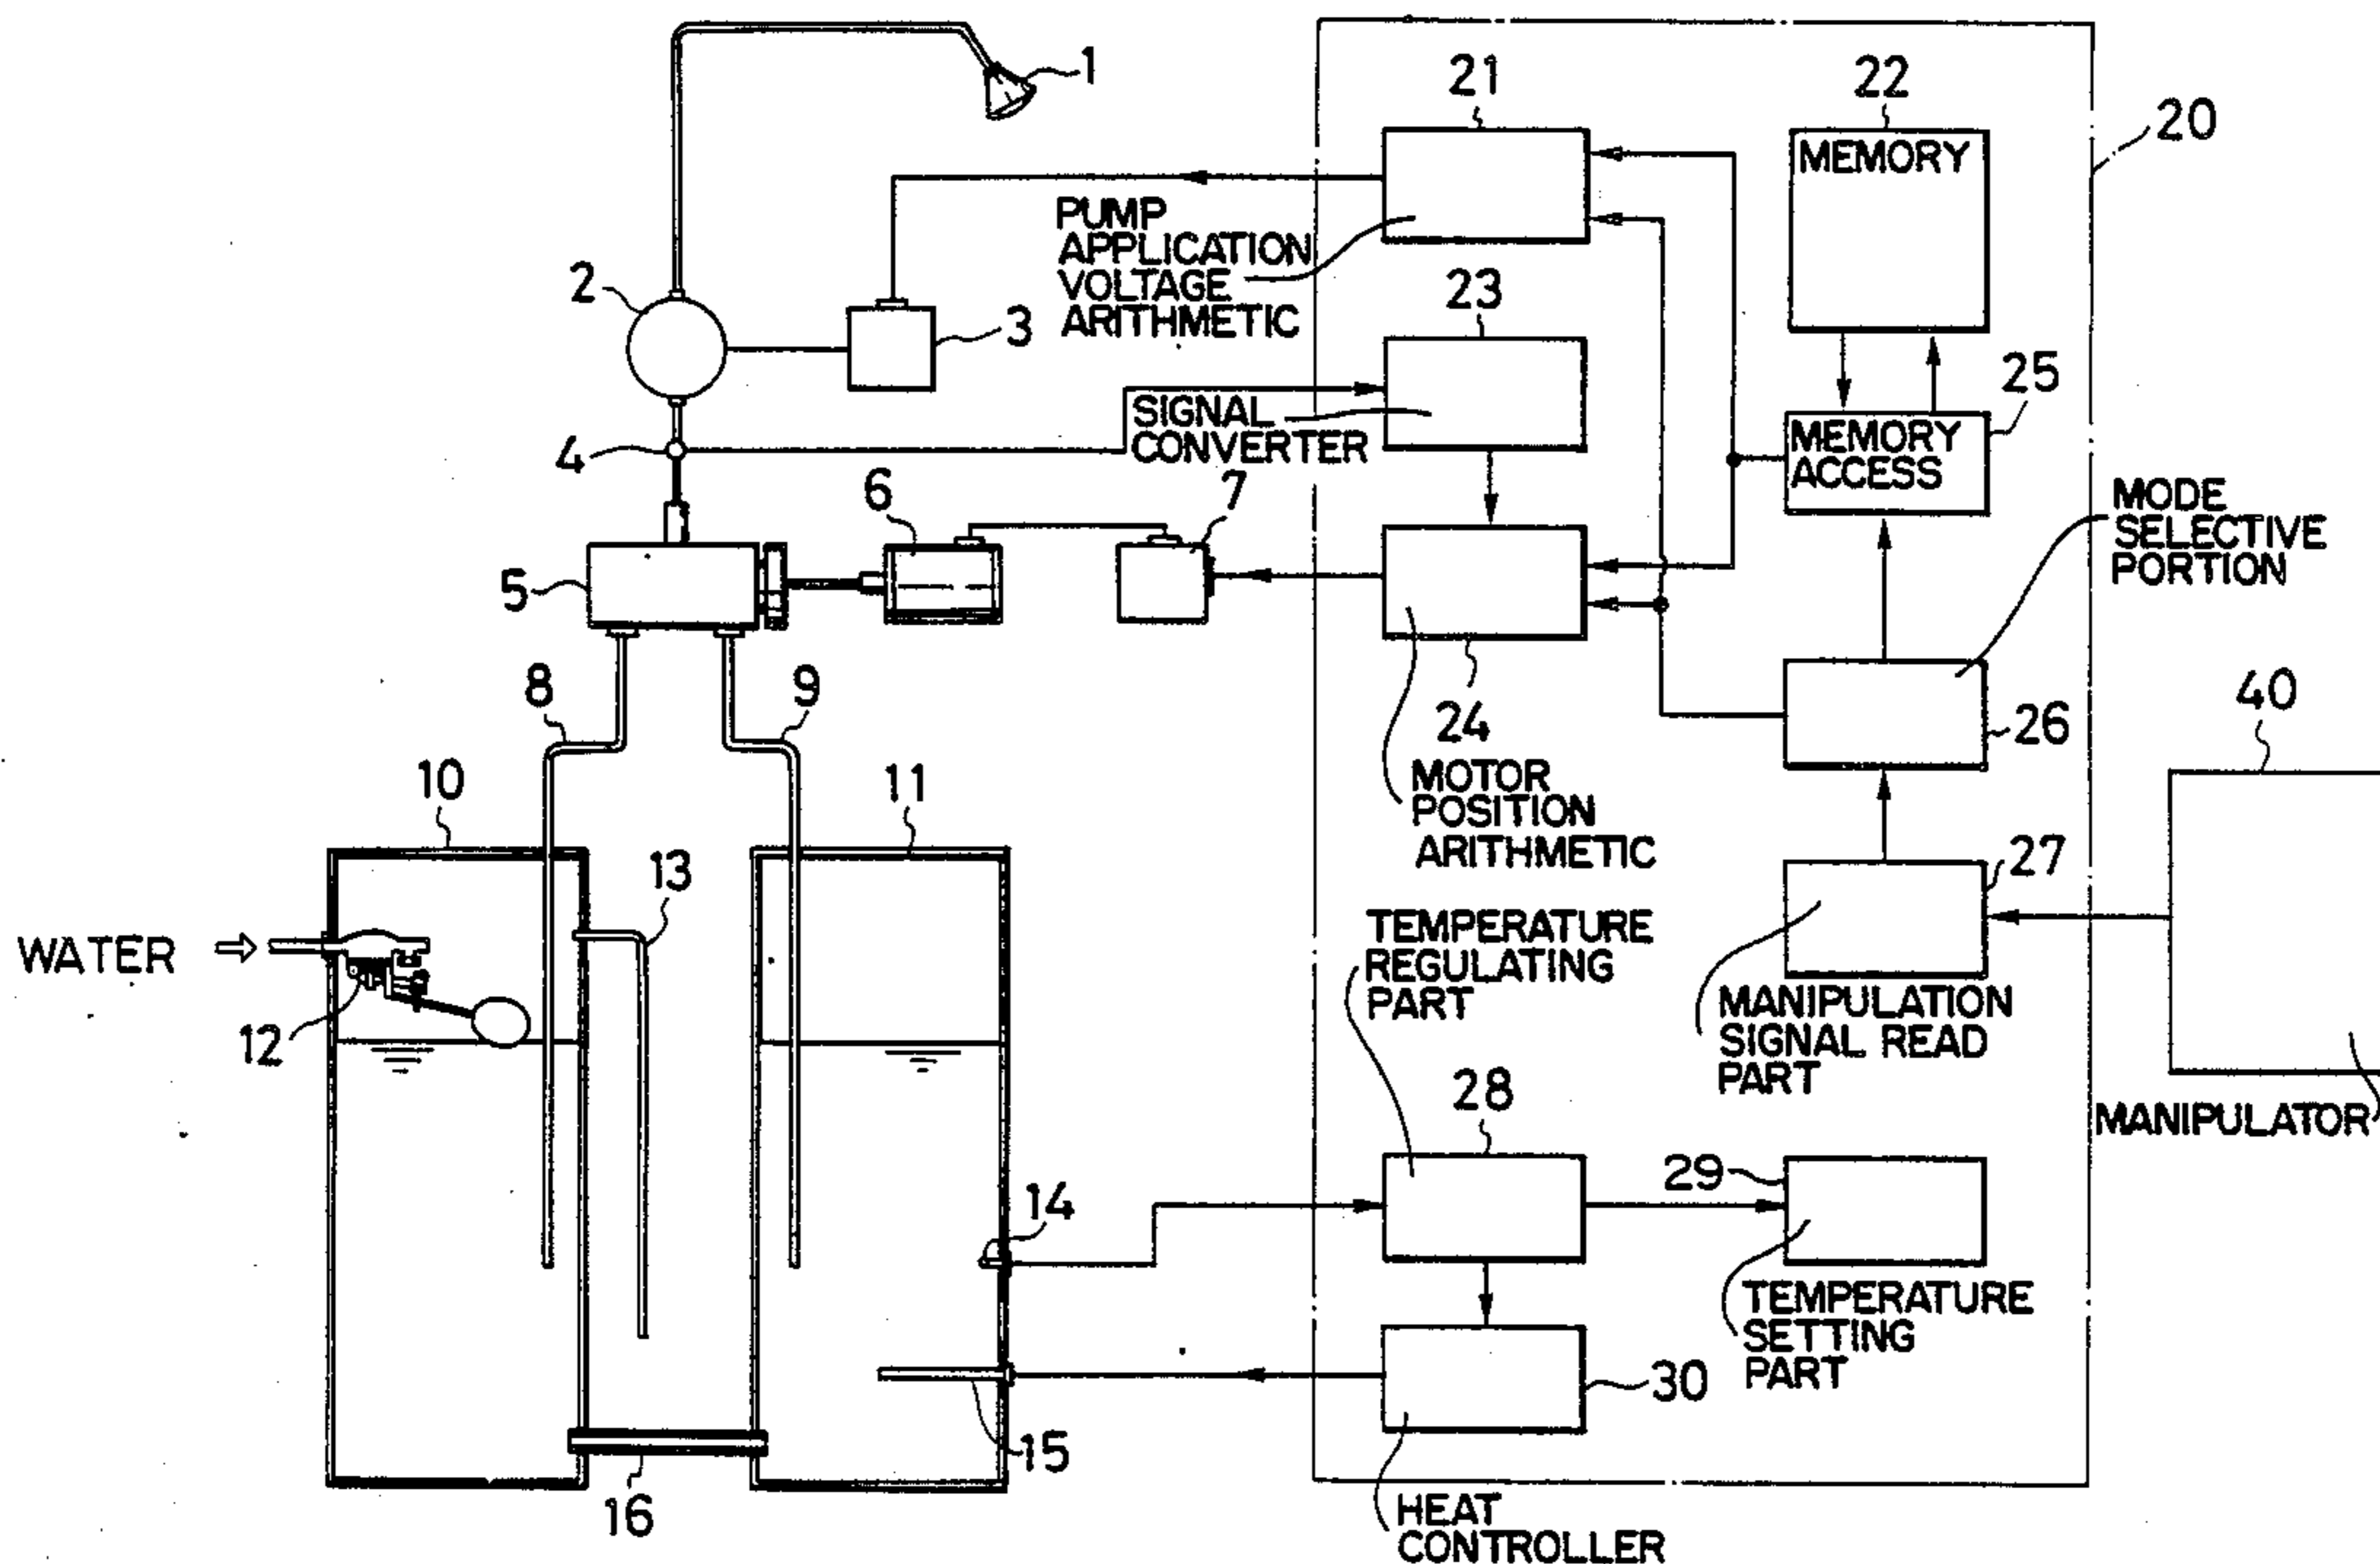 1
21
22
20
MEMORY
PUMP
APPLICATION
VOLTAGE
ARITHMETIC
2
3
23
25
SIGNAL
CONVERTER
4
MEMORY
ACCESS
6
7
MODE
SELECTIVE
PORTION
5
8
9
24
26
40
10
11
MOTOR
POSITION
ARITHMETIC
13
27
WATER
TEMPERATURE
REGULATING
PART
12
MANIPULATION
SIGNAL READ
PART
28
MANIPULATOR
14
29
TEMPERATURE
SETTING
PART
30
15
16
HEAT
CONTROLLER